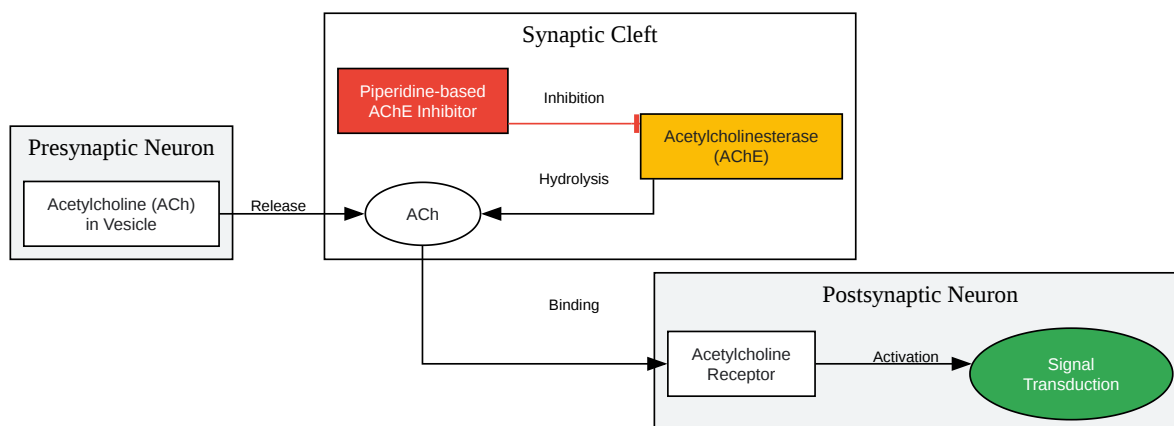 Synaptic Cleft
Piperidine-based
AChE Inhibitor
Inhibition
Acetylcholinesterase
(AChE)
Presynaptic Neuron
Acetylcholine (ACh)
in Vesicle
Release
Hydrolysis
ACh
Binding
Postsynaptic Neuron
Acetylcholine
Receptor
Activation
Signal
Transduction